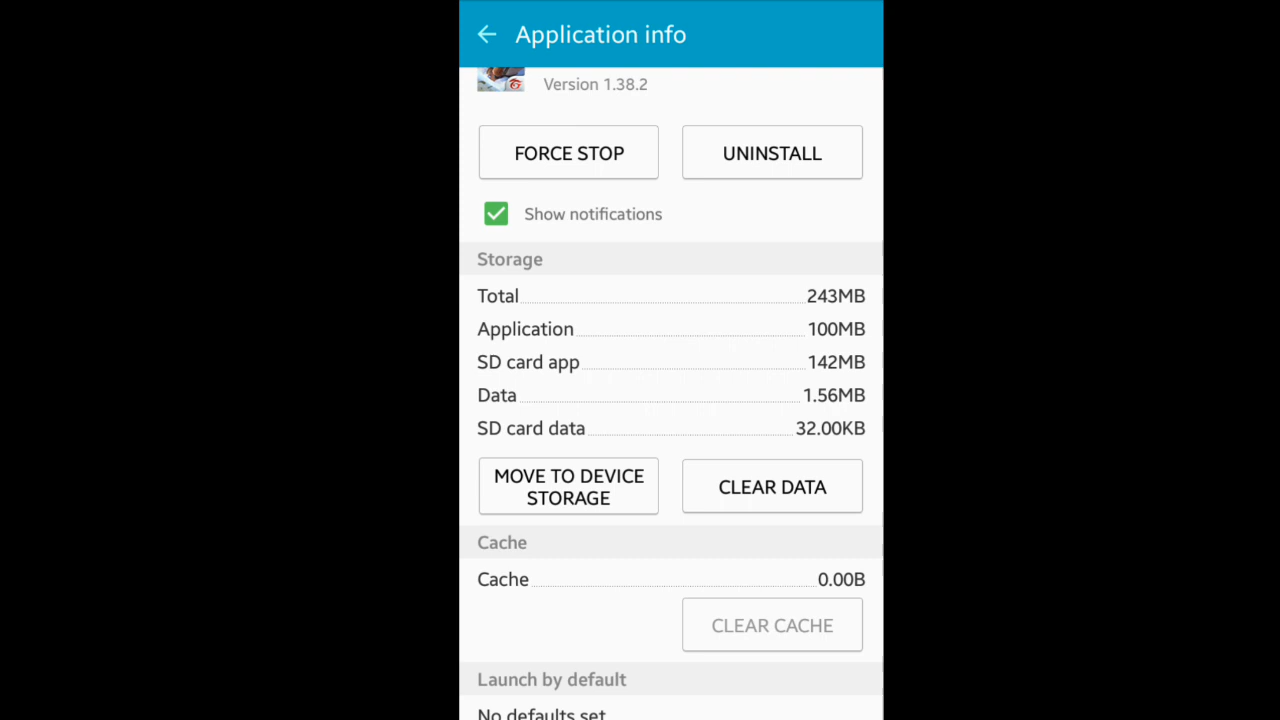 Application info
Version 1.38.2
FORCE STOP
UNINSTALL
Show notifications
Storage
Total 243MB
Application 100MB
SD card app 142MB
Data 1.56MB
SD card data 32.00KB
MOVE TO DEVICE
STORAGE
CLEAR DATA
Cache
Cache 0.00B
CLEAR CACHE
Launch by default
No defaults set